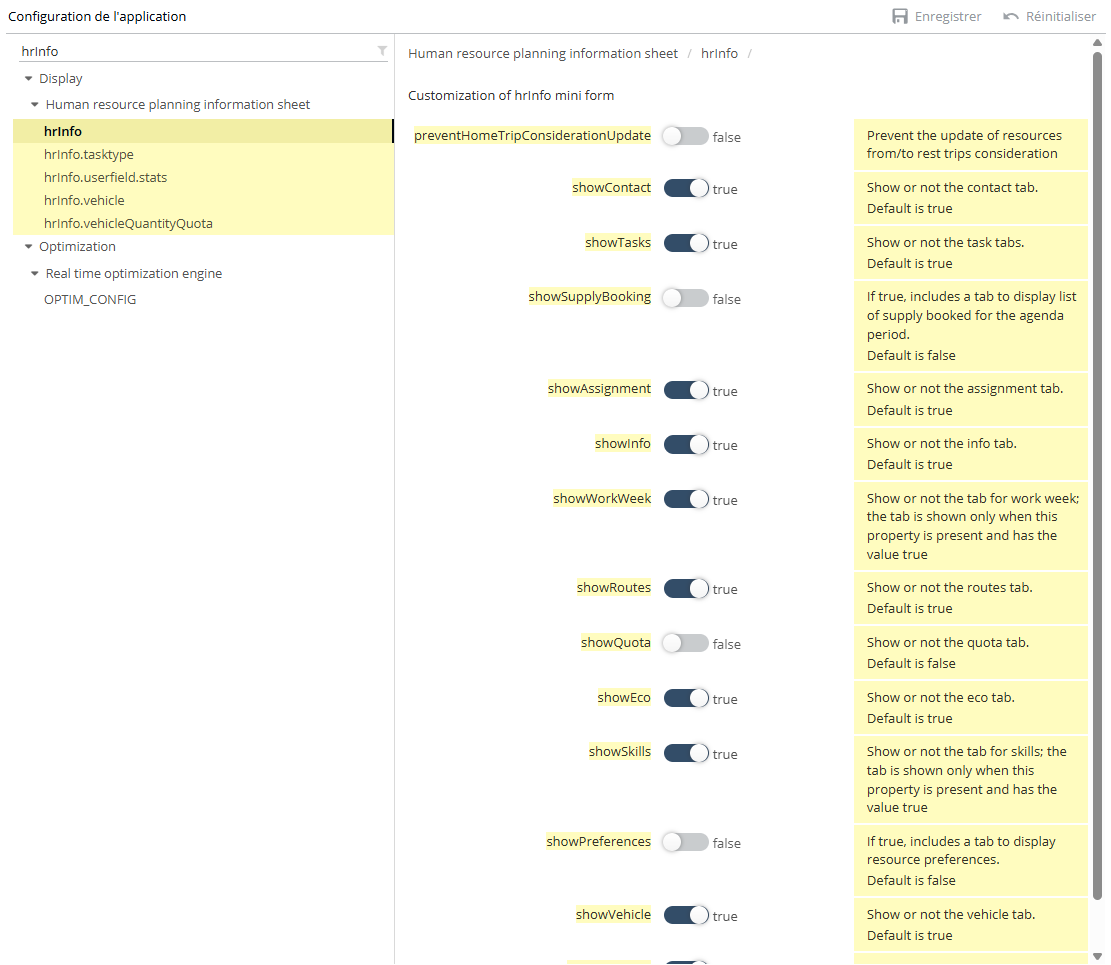 Configuration de l'application
Enregistrer
Réinitialiser
hrInfo
Display
Human resource planning information sheet
hrInfo
hrInfo.tasktype
hrInfo.userfield.stats
hrInfo.vehicle
hrInfo.vehicleQuantityQuota
Optimization
Real time optimization engine
OPTIM_CONFIG
Human resource planning information sheet / hrInfo /
Customization of hrInfo mini form
preventHomeTripConsiderationUpdate
false
Prevent the update of resources
from/to rest trips consideration
showContact
true
Show or not the contact tab.
Default is true
showTasks
true
Show or not the task tabs.
Default is true
showSupplyBooking
false
If true, includes a tab to display list
of supply booked for the agenda
period.
Default is false
showAssignment
true
Show or not the assignment tab.
Default is true
showInfo
true
Show or not the info tab.
Default is true
showWorkWeek
true
Show or not the tab for work week;
the tab is shown only when this
property is present and has the
value true
showRoutes
true
Show or not the routes tab.
Default is true
showQuota
false
Show or not the quota tab.
Default is false
showEco
true
Show or not the eco tab.
Default is true
showSkills
true
Show or not the tab for skills; the
tab is shown only when this
property is present and has the
value true
showPreferences
false
If true, includes a tab to display
resource preferences.
Default is false
showVehicle
true
Show or not the vehicle tab.
Default is true